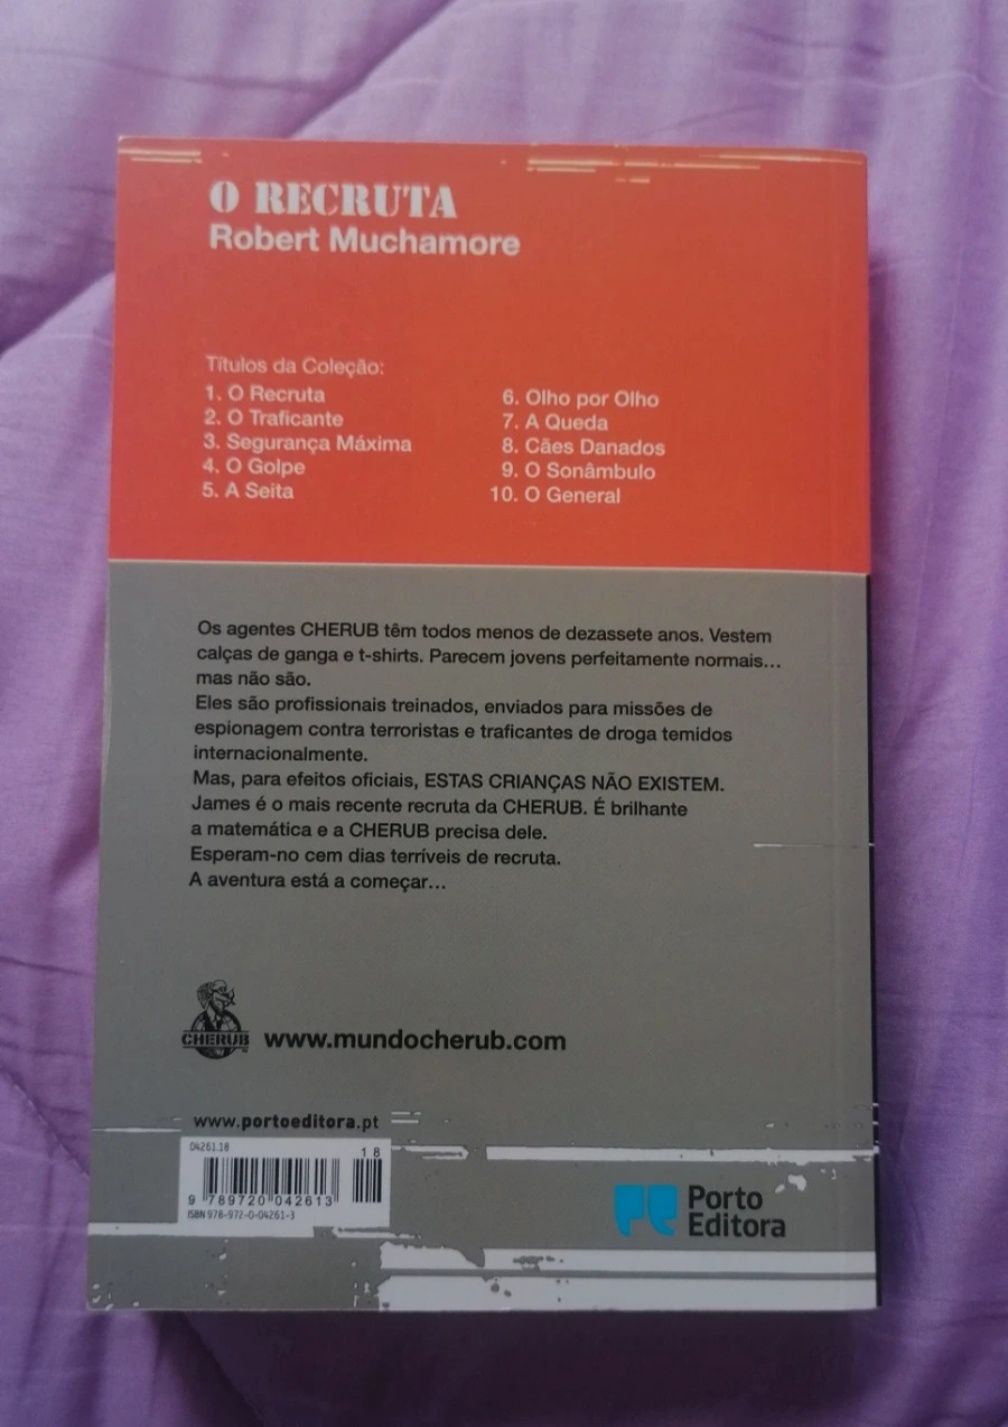 O RECRUTA
Robert Muchamore
Títulos da Coleção:
1. O Recruta
2. O Traficante
3. Segurança Máxima
4. O Golpe
5. A Seita
6. Olho por Olho
7. A Queda
8. Cães Danados
9. O Sonâmbulo
10. O General
Os agentes CHERUB têm todos menos de dezassete anos. Vestem
calças de ganga e t-shirts. Parecem jovens perfeitamente normais...
mas não são.
Eles são profissionais treinados, enviados para missões de
espionagem contra terroristas e traficantes de droga temidos
internacionalmente.
Mas, para efeitos oficiais, ESTAS CRIANÇAS NÃO EXISTEM.
James é o mais recente recruta da CHERUB. É brilhante
a matemática e a CHERUB precisa dele.
Esperam-no cem dias terríveis de recruta.
A aventura está a começar...
CHERUB
www.mundocherub.com
www.portoeditora.pt
04261.18
18
9 789720 042613
ISBN 978-972-0-04261-3
Porto
Editora